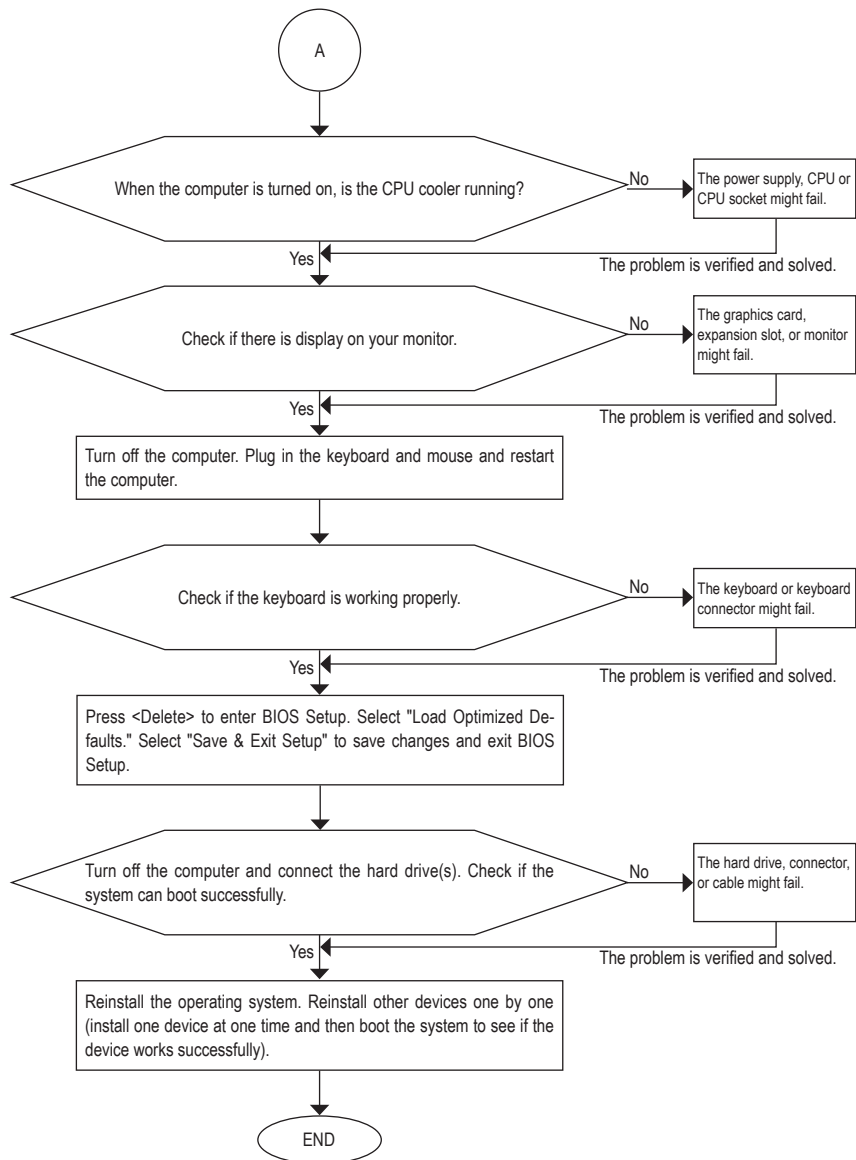 A
When the computer is turned on, is the CPU cooler running?
No
The power supply, CPU or
CPU socket might fail.
Yes
The problem is verified and solved.
Check if there is display on your monitor.
No
The graphics card,
expansion slot, or monitor
might fail.
Yes
The problem is verified and solved.
Turn off the computer. Plug in the keyboard and mouse and restart
the computer.
Check if the keyboard is working properly.
No
The keyboard or keyboard
connector might fail.
Yes
The problem is verified and solved.
Press <Delete> to enter BIOS Setup. Select "Load Optimized De-
faults." Select "Save & Exit Setup" to save changes and exit BIOS
Setup.
Turn off the computer and connect the hard drive(s). Check if the
system can boot successfully.
No
The hard drive, connector,
or cable might fail.
Yes
The problem is verified and solved.
Reinstall the operating system. Reinstall other devices one by one
(install one device at one time and then boot the system to see if the
device works successfully).
END